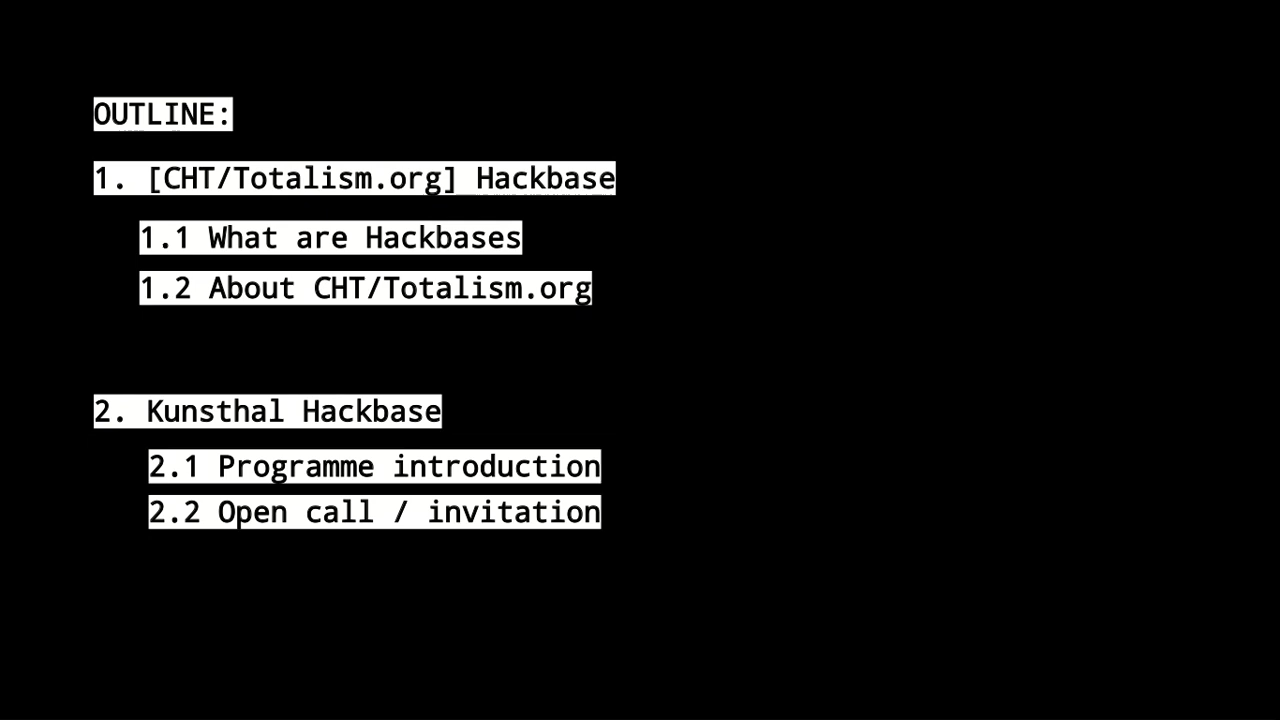 OUTLINE:
1. [CHT/Totalism.org] Hackbase
1.1 What are Hackbases
1.2 About CHT/Totalism.org
2. Kunsthal Hackbase
2.1 Programme introduction
2.2 Open call / invitation